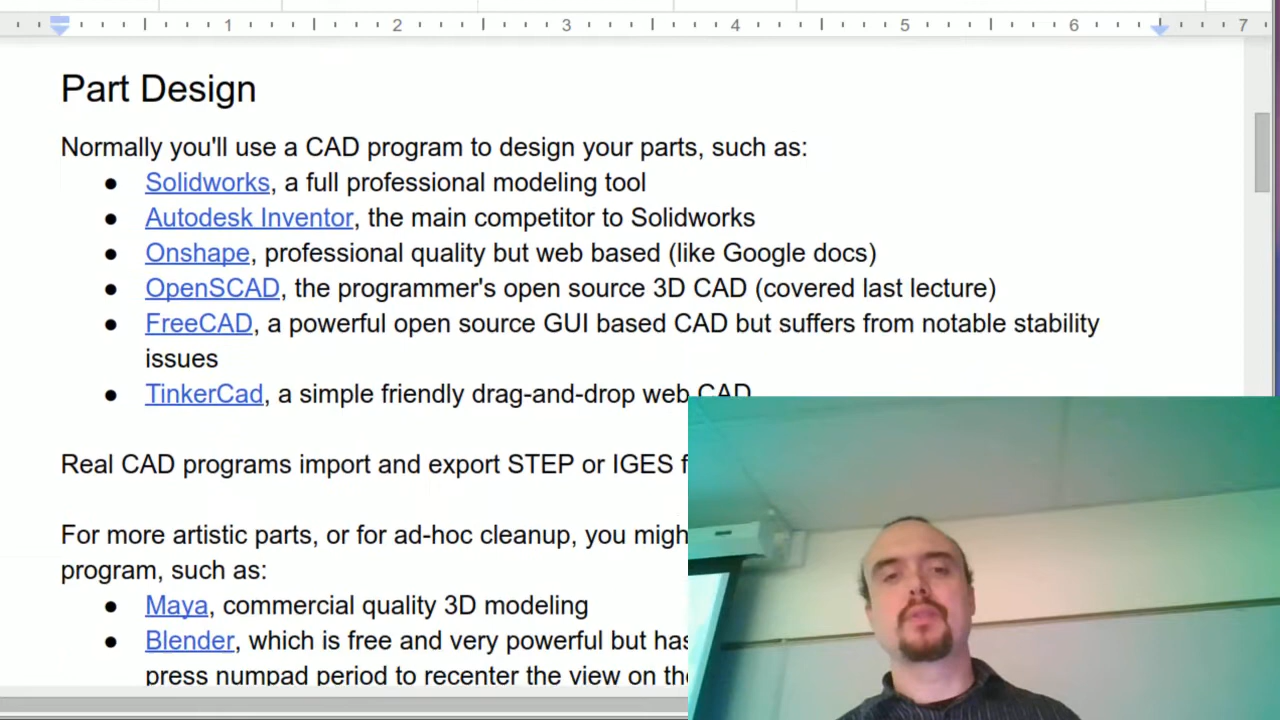 1 2 3 4 5 6 7
Part Design
Normally you'll use a CAD program to design your parts, such as:
● Solidworks, a full professional modeling tool
● Autodesk Inventor, the main competitor to Solidworks
● Onshape, professional quality but web based (like Google docs)
● OpenSCAD, the programmer's open source 3D CAD (covered last lecture)
● FreeCAD, a powerful open source GUI based CAD but suffers from notable stability
issues
● TinkerCad, a simple friendly drag-and-drop web CAD
Real CAD programs import and export STEP or IGES
For more artistic parts, or for ad-hoc cleanup, you
program, such as:
● Maya, commercial quality 3D modeling
● Blender, which is free and very powerful but has
press numpad period to recenter the view on